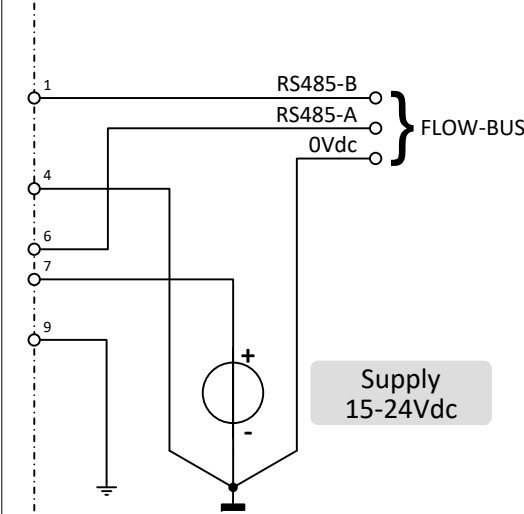 1
RS485-B
RS485-A
FLOW-BUS
0Vdc
4
6
7
9
+
-
Supply
15-24Vdc